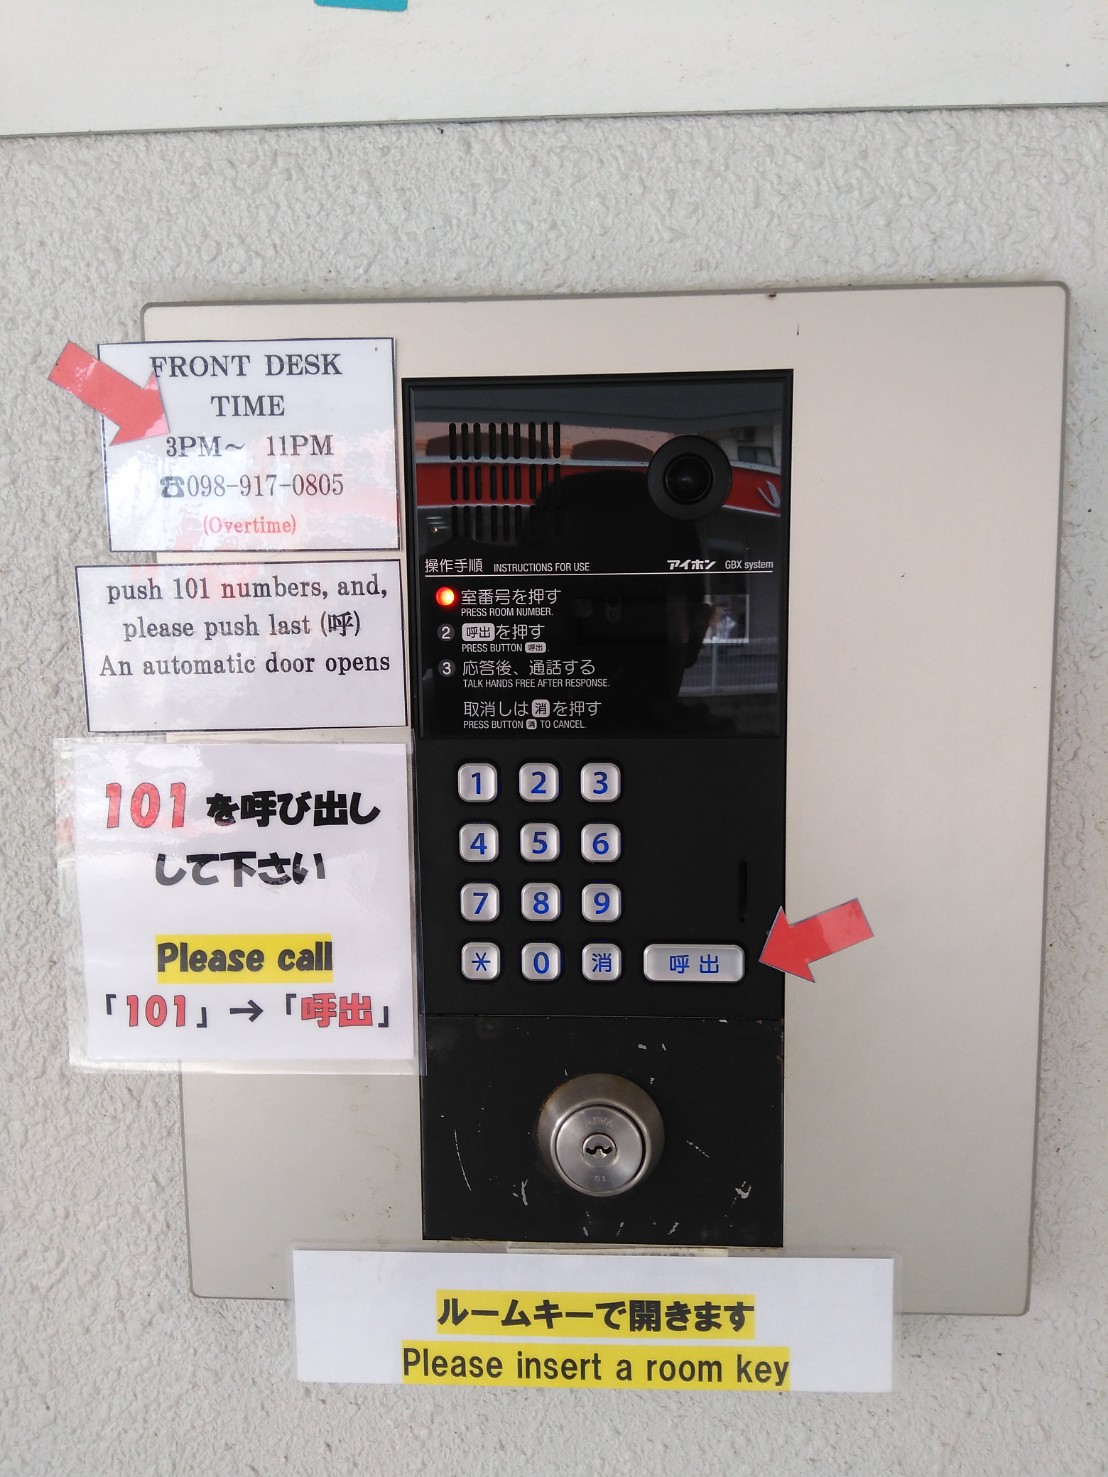 FRONT DESK
TIME
3PM～ 11PM
☎098-917-0805
(Overtime)
push 101 numbers, and,
please push last (呼)
An automatic door opens
101 を呼び出し
して下さい
Please call
「101」→「呼出」
操作手順 INSTRUCTIONS FOR USE アイホン GBX system
室番号を押す
PRESS ROOM NUMBER.
2 呼出を押す
PRESS BUTTON 呼出.
3 応答後、通話する
TALK HANDS FREE AFTER RESPONSE.
取消しは消を押す
PRESS BUTTON 消 TO CANCEL.
1 2 3
4 5 6
7 8 9
＊ 0 消 呼出
ルームキーで開きます
Please insert a room key